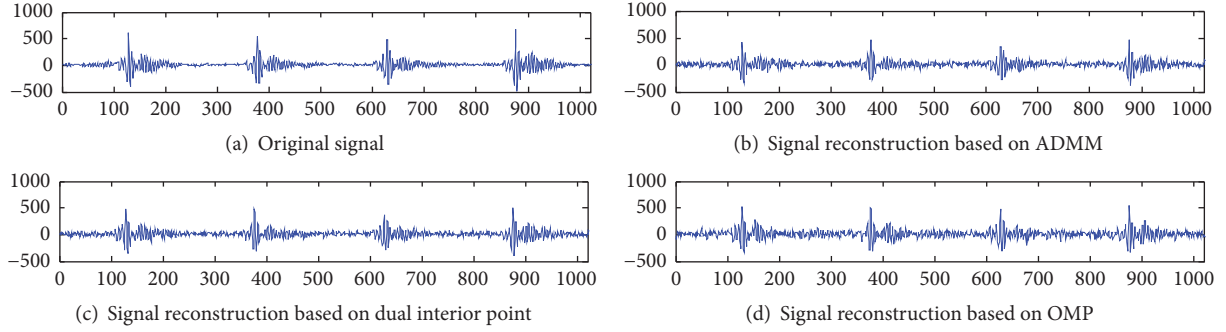 1000
500
0
−500
0 100 200 300 400 500 600 700 800 900 1000
(a) Original signal
1000
500
0
−500
0 100 200 300 400 500 600 700 800 900 1000
(b) Signal reconstruction based on ADMM
1000
500
0
−500
0 100 200 300 400 500 600 700 800 900 1000
(c) Signal reconstruction based on dual interior point
1000
500
0
−500
0 100 200 300 400 500 600 700 800 900 1000
(d) Signal reconstruction based on OMP